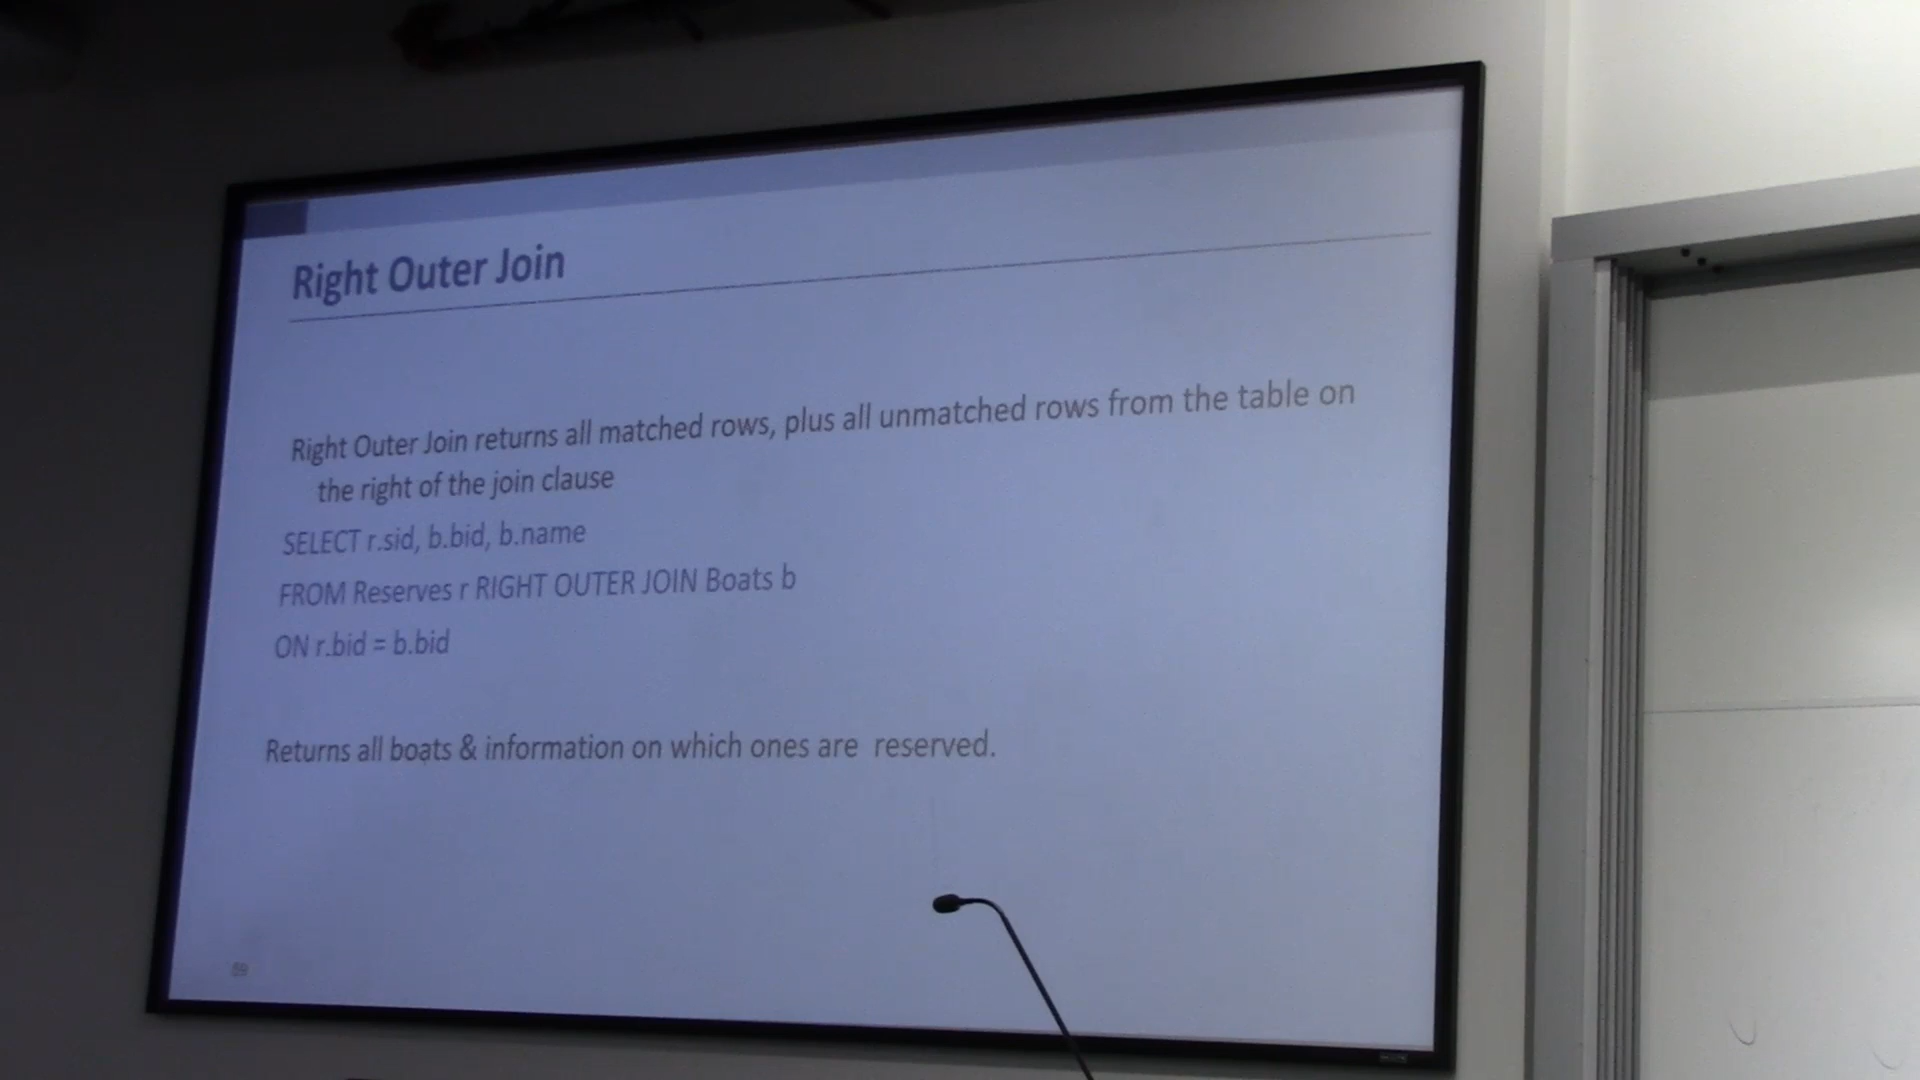 Right Outer Join
Right Outer Join returns all matched rows, plus all unmatched rows from the table on
the right of the join clause
SELECT r.sid, b.bid, b.name
FROM Reserves r RIGHT OUTER JOIN Boats b
ON r.bid = b.bid
Returns all boats & information on which ones are reserved.